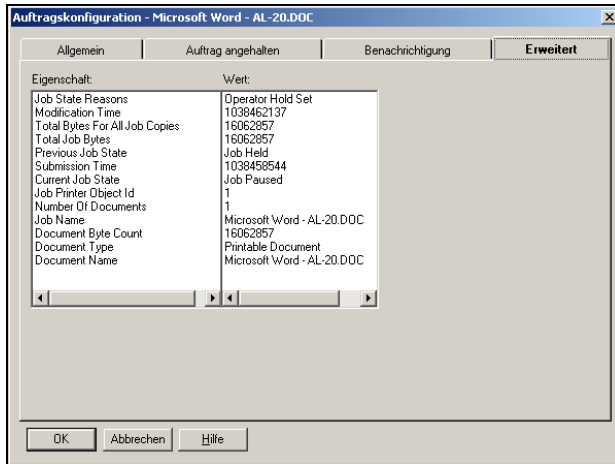 Auftragskonfiguration - Microsoft Word - AL-20.DOC
Allgemein Auftrag angehalten Benachrichtigung Erweitert
Eigenschaft: Wert:
Job State Reasons Operator Hold Set
Modification Time 1038462137
Total Bytes For All Job Copies 16062857
Total Job Bytes 16062857
Previous Job State Job Held
Submission Time 1038458544
Current Job State Job Paused
Job Printer Object Id 1
Number Of Documents 1
Job Name Microsoft Word - AL-20.DOC
Document Byte Count 16062857
Document Type Printable Document
Document Name Microsoft Word - AL-20.DOC
OK Abbrechen Hilfe